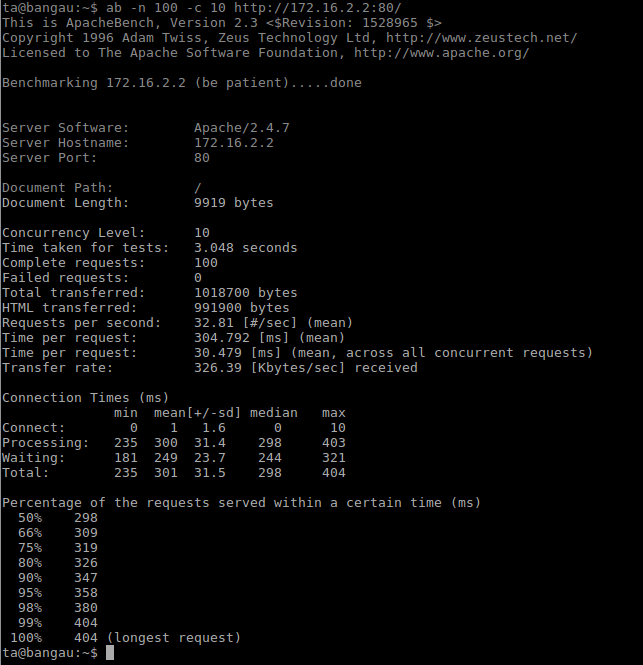 ta@bangau:~$ ab -n 100 -c 10 http://172.16.2.2:80/
This is ApacheBench, Version 2.3 <$Revision: 1528965 $>
Copyright 1996 Adam Twiss, Zeus Technology Ltd, http://www.zeustech.net/
Licensed to The Apache Software Foundation, http://www.apache.org/

Benchmarking 172.16.2.2 (be patient).....done


Server Software:        Apache/2.4.7
Server Hostname:        172.16.2.2
Server Port:            80

Document Path:          /
Document Length:        9919 bytes

Concurrency Level:      10
Time taken for tests:   3.048 seconds
Complete requests:      100
Failed requests:        0
Total transferred:      1018700 bytes
HTML transferred:       991900 bytes
Requests per second:    32.81 [#/sec] (mean)
Time per request:       304.792 [ms] (mean)
Time per request:       30.479 [ms] (mean, across all concurrent requests)
Transfer rate:          326.39 [Kbytes/sec] received

Connection Times (ms)
              min  mean[+/-sd] median   max
Connect:        0    1   1.6      0      10
Processing:   235  300  31.4    298     403
Waiting:      181  249  23.7    244     321
Total:        235  301  31.5    298     404

Percentage of the requests served within a certain time (ms)
  50%    298
  66%    309
  75%    319
  80%    326
  90%    347
  95%    358
  98%    380
  99%    404
 100%    404 (longest request)
ta@bangau:~$